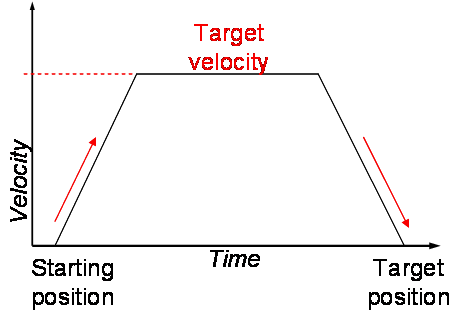 Target
velocity
Velocity
Time
Starting
position
Target
position